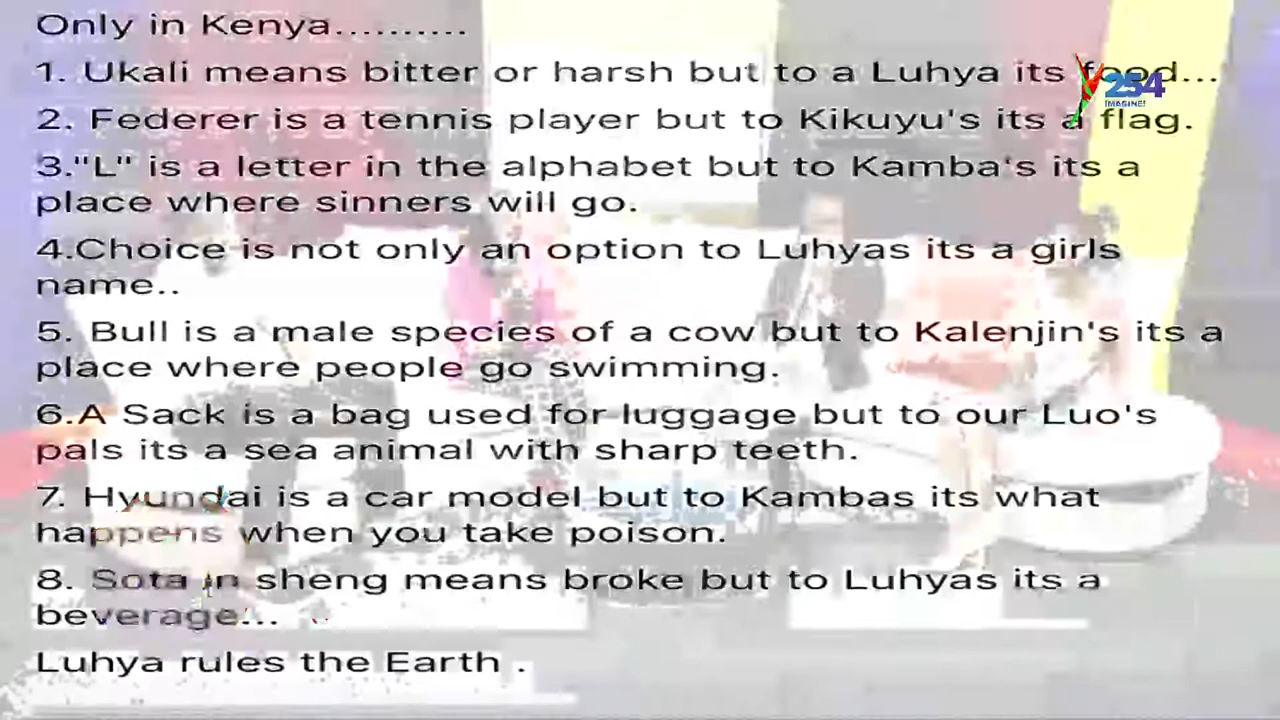 Only in Kenya..........
1. Ukali means bitter or harsh but to a Luhya its food...
254
IMAGINE!
2. Federer is a tennis player but to Kikuyu's its a flag.
3."L" is a letter in the alphabet but to Kamba's its a
place where sinners will go.
4.Choice is not only an option to Luhyas its a girls
name..
5. Bull is a male species of a cow but to Kalenjin's its a
place where people go swimming.
6.A Sack is a bag used for luggage but to our Luo's
pals its a sea animal with sharp teeth.
7. Hyundai is a car model but to Kambas its what
happens when you take poison.
8. Sota in sheng means broke but to Luhyas its a
beverage...
Luhya rules the Earth .